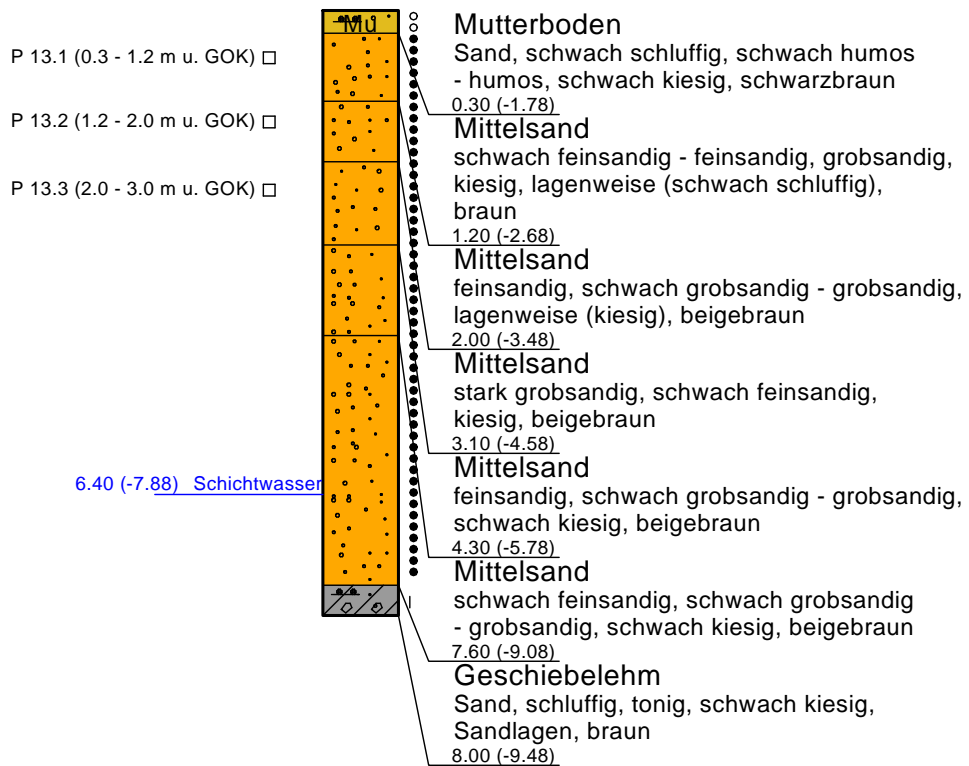 Mu
P 13.1 (0.3 - 1.2 m u. GOK)
P 13.2 (1.2 - 2.0 m u. GOK)
P 13.3 (2.0 - 3.0 m u. GOK)
6.40 (-7.88) Schichtwasser
Mutterboden
Sand, schwach schluffig, schwach humos
- humos, schwach kiesig, schwarzbraun
0.30 (-1.78)
Mittelsand
schwach feinsandig - feinsandig, grobsandig,
kiesig, lagenweise (schwach schluffig),
braun
1.20 (-2.68)
Mittelsand
feinsandig, schwach grobsandig - grobsandig,
lagenweise (kiesig), beigebraun
2.00 (-3.48)
Mittelsand
stark grobsandig, schwach feinsandig,
kiesig, beigebraun
3.10 (-4.58)
Mittelsand
feinsandig, schwach grobsandig - grobsandig,
schwach kiesig, beigebraun
4.30 (-5.78)
Mittelsand
schwach feinsandig, schwach grobsandig
- grobsandig, schwach kiesig, beigebraun
7.60 (-9.08)
Geschiebelehm
Sand, schluffig, tonig, schwach kiesig,
Sandlagen, braun
8.00 (-9.48)